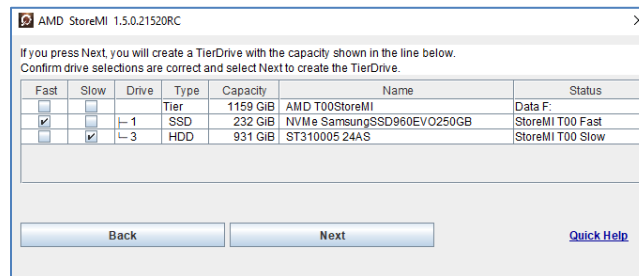 AMD StoreMI 1.5.0.21520RC
If you press Next, you will create a TierDrive with the capacity shown in the line below.
Confirm drive selections are correct and select Next to create the TierDrive.
Fast Slow Drive Type Capacity Name Status
Tier 1159 GiB AMD T00StoreMI Data F:
1 SSD 232 GiB NVMe SamsungSSD960EVO250GB StoreMI T00 Fast
3 HDD 931 GiB ST310005 24AS StoreMI T00 Slow
Back Next Quick Help